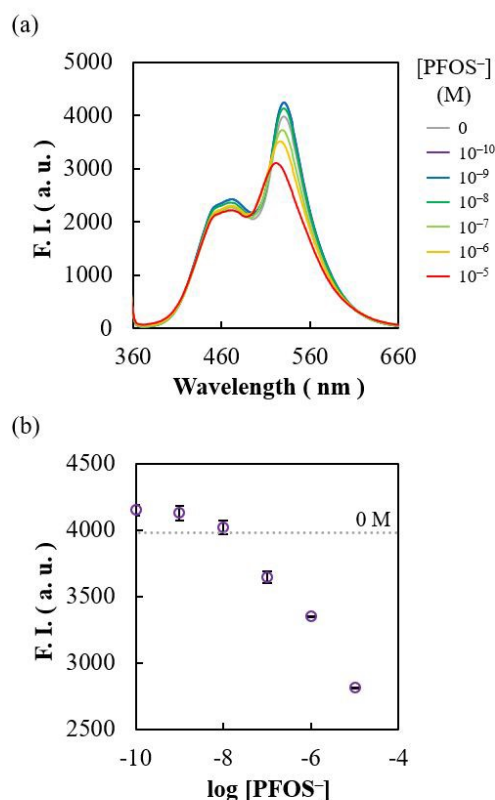 (a)
5000
4000
3000
2000
1000
0
F. I. ( a. u. )
360
460
560
660
Wavelength ( nm )
[PFOS⁻]
(M)
0
10⁻¹⁰
10⁻⁹
10⁻⁸
10⁻⁷
10⁻⁶
10⁻⁵
(b)
4500
4000
3500
3000
2500
F. I. ( a. u. )
0 M
-10
-8
-6
-4
log [PFOS⁻]